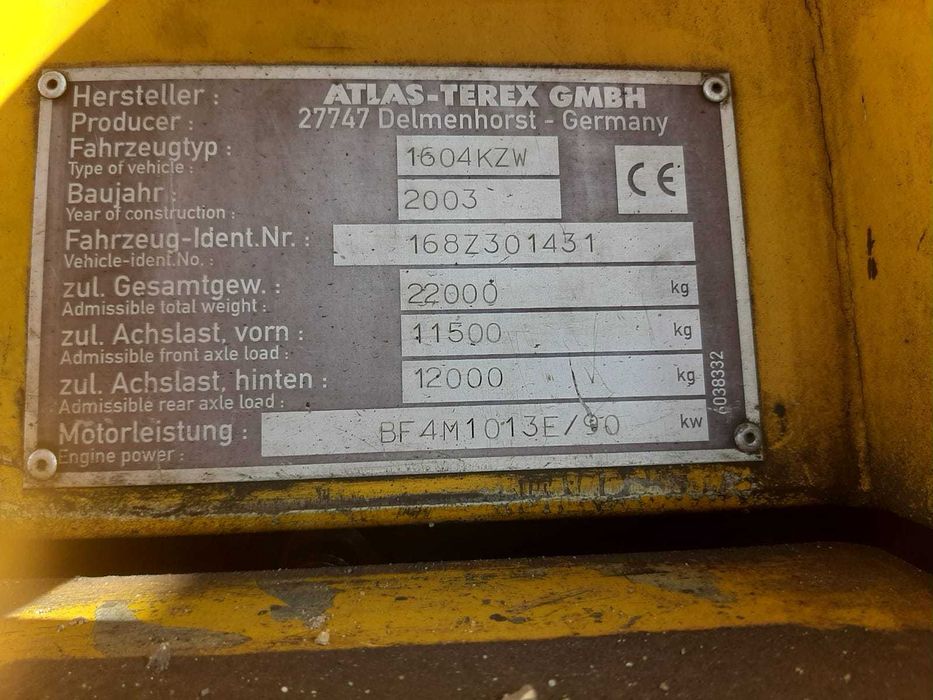 Hersteller : ATLAS-TEREX GMBH
Producer : 27747 Delmenhorst - Germany
Fahrzeugtyp : 1604KZW
Type of vehicle :
CE
Baujahr : 2003
Year of construction :
Fahrzeug-Ident.Nr. : 168Z301431
Vehicle-ident.No. :
zul. Gesamtgew. : 22000 kg
Admissible total weight :
zul. Achslast, vorn : 11500 kg
Admissible front axle load :
zul. Achslast, hinten : 12000 kg
Admissible rear axle load :
Motorleistung : BF4M1013E/90 kw
Engine power :
6038332